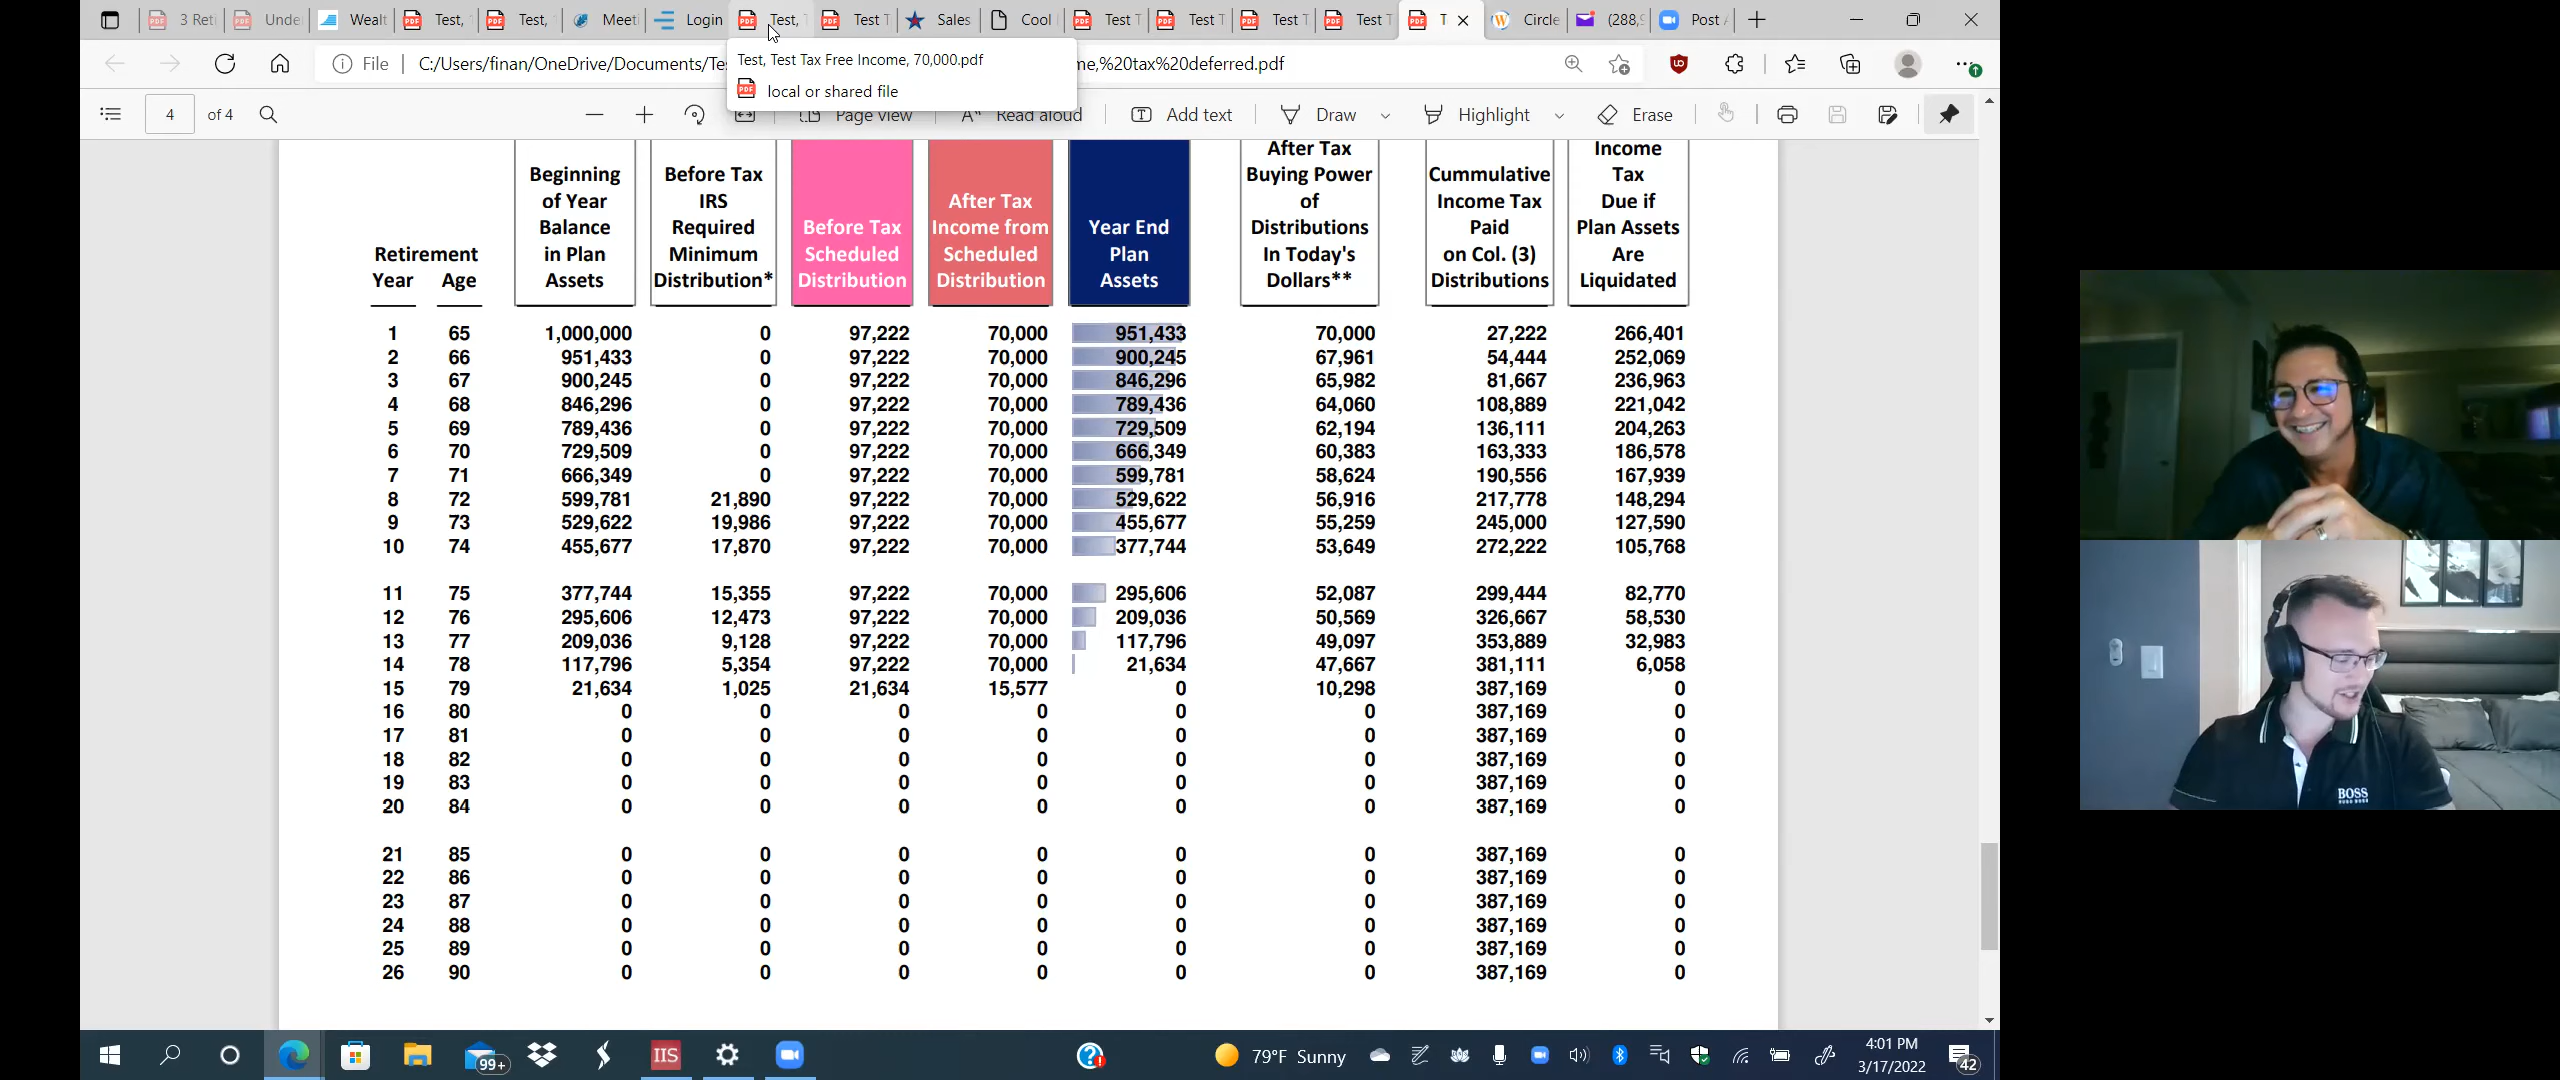 3 Reti
Unde
Wealt
Test,
Test,
Meeti
Login
Test,
Test T
Sales
Cool
Test T
Test T
Test T
Test T
T
Circle
(288,9
Post A
File
C:/Users/finan/OneDrive/Documents/Te
me,%20tax%20deferred.pdf
Test, Test Tax Free Income, 70,000.pdf
local or shared file
4 of 4
Page view
Read aloud
Add text
Draw
Highlight
Erase
Retirement
Year Age
Beginning
of Year
Balance
in Plan
Assets
Before Tax
IRS
Required
Minimum
Distribution*
Before Tax
Scheduled
Distribution
After Tax
Income from
Scheduled
Distribution
Year End
Plan
Assets
After Tax
Buying Power
of
Distributions
In Today's
Dollars**
Cummulative
Income Tax
Paid
on Col. (3)
Distributions
Income
Tax
Due if
Plan Assets
Are
Liquidated
1 65 1,000,000 0 97,222 70,000 951,433 70,000 27,222 266,401
2 66 951,433 0 97,222 70,000 900,245 67,961 54,444 252,069
3 67 900,245 0 97,222 70,000 846,296 65,982 81,667 236,963
4 68 846,296 0 97,222 70,000 789,436 64,060 108,889 221,042
5 69 789,436 0 97,222 70,000 729,509 62,194 136,111 204,263
6 70 729,509 0 97,222 70,000 666,349 60,383 163,333 186,578
7 71 666,349 0 97,222 70,000 599,781 58,624 190,556 167,939
8 72 599,781 21,890 97,222 70,000 529,622 56,916 217,778 148,294
9 73 529,622 19,986 97,222 70,000 455,677 55,259 245,000 127,590
10 74 455,677 17,870 97,222 70,000 377,744 53,649 272,222 105,768
11 75 377,744 15,355 97,222 70,000 295,606 52,087 299,444 82,770
12 76 295,606 12,473 97,222 70,000 209,036 50,569 326,667 58,530
13 77 209,036 9,128 97,222 70,000 117,796 49,097 353,889 32,983
14 78 117,796 5,354 97,222 70,000 21,634 47,667 381,111 6,058
15 79 21,634 1,025 21,634 15,577 0 10,298 387,169 0
16 80 0 0 0 0 0 0 387,169 0
17 81 0 0 0 0 0 0 387,169 0
18 82 0 0 0 0 0 0 387,169 0
19 83 0 0 0 0 0 0 387,169 0
20 84 0 0 0 0 0 0 387,169 0
21 85 0 0 0 0 0 0 387,169 0
22 86 0 0 0 0 0 0 387,169 0
23 87 0 0 0 0 0 0 387,169 0
24 88 0 0 0 0 0 0 387,169 0
25 89 0 0 0 0 0 0 387,169 0
26 90 0 0 0 0 0 0 387,169 0
BOSS
HUGO BOSS
99+
IIS
79°F Sunny
4:01 PM
3/17/2022
42